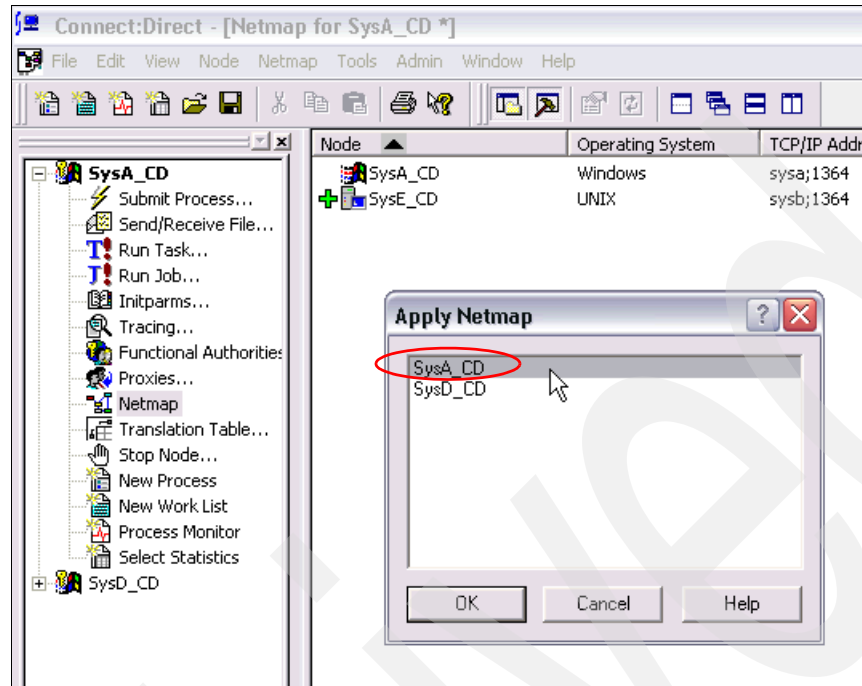 Connect:Direct - [Netmap for SysA_CD *]
File Edit View Node Netmap Tools Admin Window Help
Node Operating System TCP/IP Addr
SysA_CD Windows sysa;1364
SysE_CD UNIX sysb;1364
SysA_CD
Submit Process...
Send/Receive File...
Run Task...
Run Job...
Initparms...
Tracing...
Functional Authorities
Proxies...
Netmap
Translation Table...
Stop Node...
New Process
New Work List
Process Monitor
Select Statistics
SysD_CD
Apply Netmap
SysA_CD
SysD_CD
OK Cancel Help